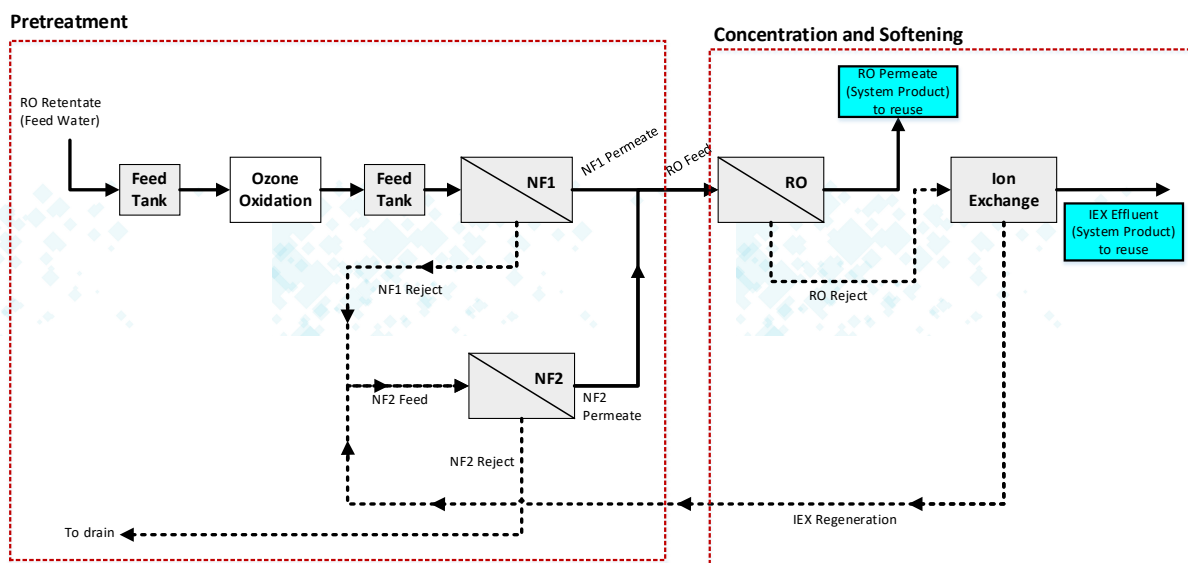 Pretreatment
Concentration and Softening
RO Retentate
(Feed Water)
Feed
Tank
Ozone
Oxidation
Feed
Tank
NF1
NF1 Permeate
RO Feed
RO
RO Permeate
(System Product)
to reuse
Ion
Exchange
IEX Effluent
(System Product)
to reuse
NF1 Reject
RO Reject
NF2
NF2 Feed
NF2
Permeate
NF2 Reject
IEX Regeneration
To drain